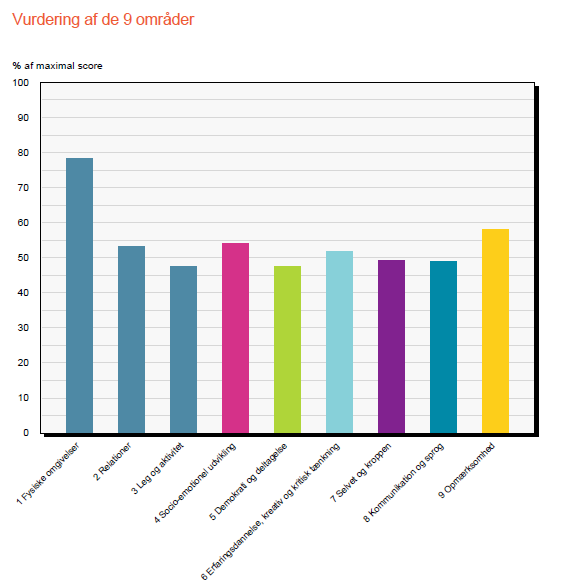 Vurdering af de 9 områder
% af maximal score
100
90
80
70
60
50
40
30
20
10
0
1 Fysiske omgivelser
2 Relationer
3 Leg og aktivitet
4 Socio-emotionel udvikling
5 Demokrati og deltagelse
6 Erfaringsdannelse, kreativ og kritisk tænkning
7 Selvet og kroppen
8 Kommunikation og sprog
9 Opmærksomhed